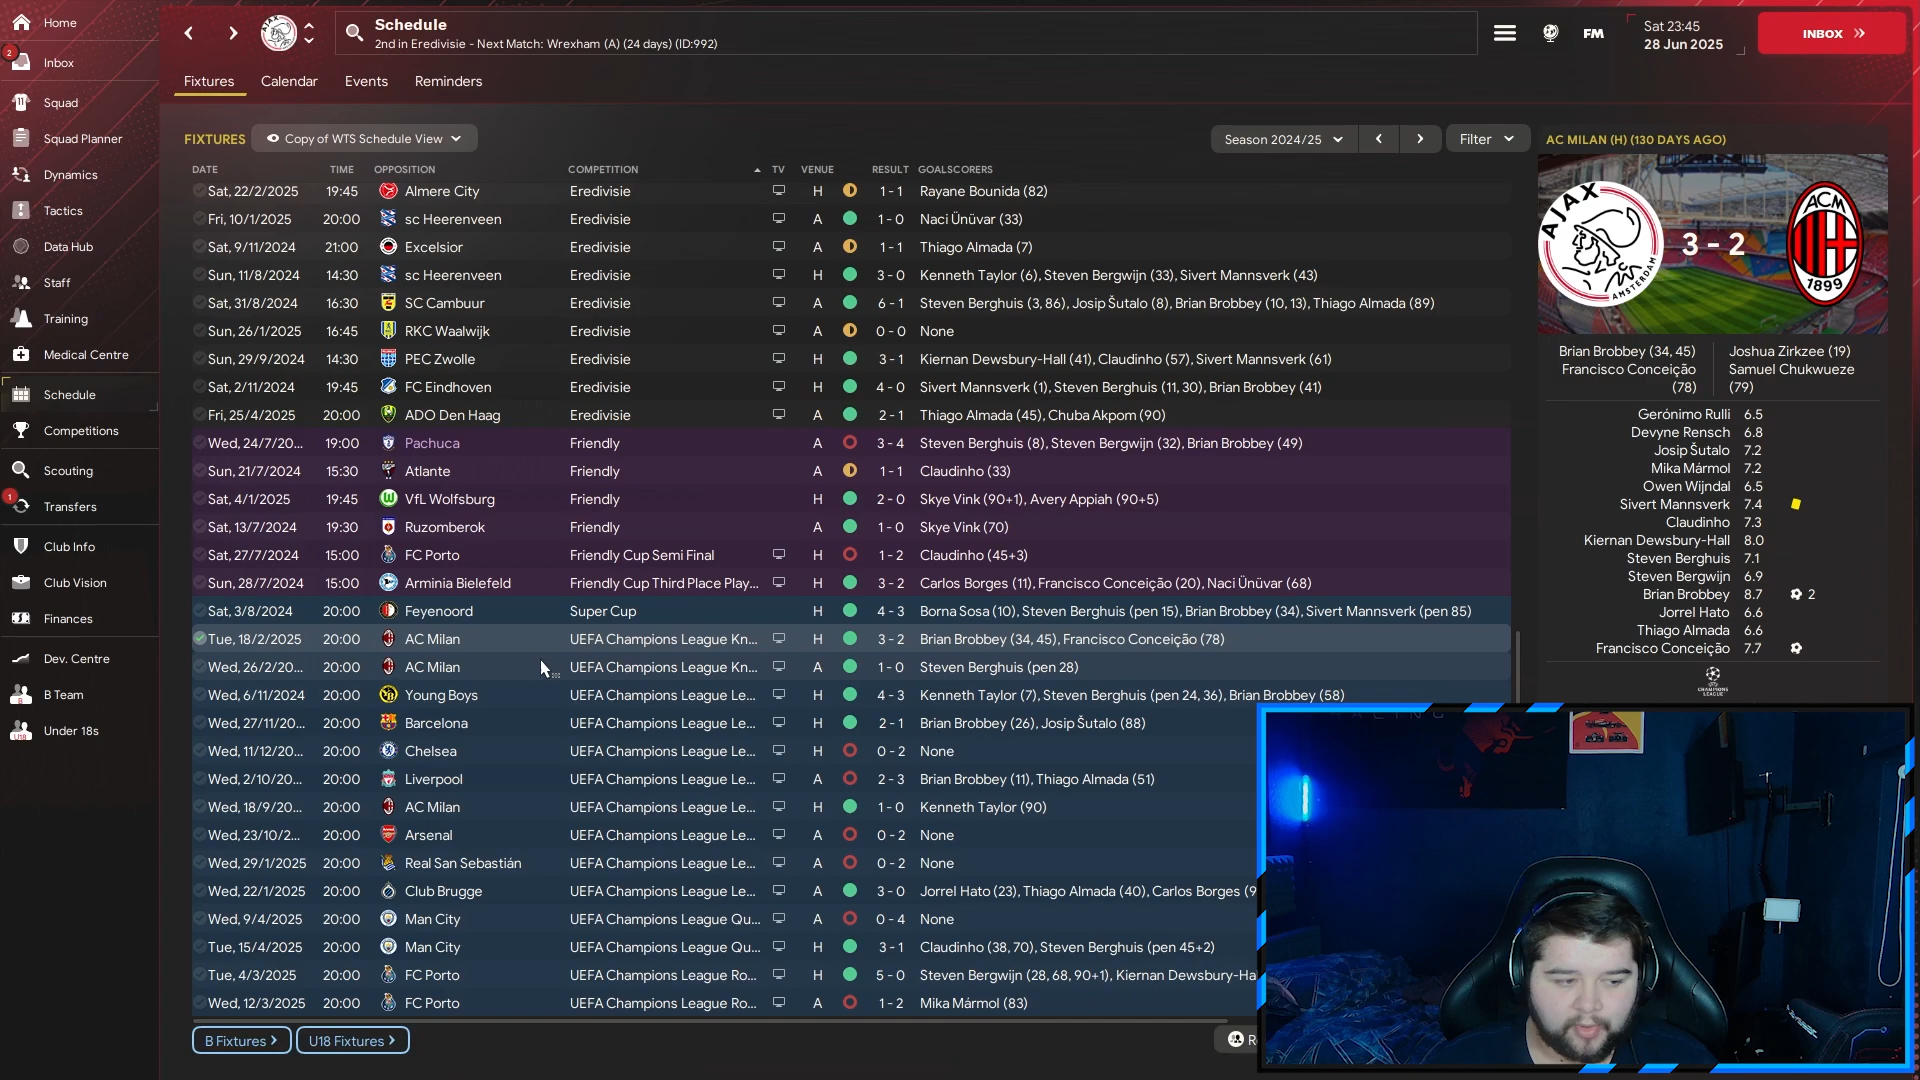 Home
2
Inbox
Squad
Squad Planner
Dynamics
Tactics
Data Hub
Staff
Training
Medical Centre
Schedule
Competitions
Scouting
1
Transfers
Club Info
Club Vision
Finances
Dev. Centre
B Team
Under 18s
Schedule
2nd in Eredivisie - Next Match: Wrexham (A) (24 days) (ID:992)
FM
Sat 23:45
28 Jun 2025
INBOX
Fixtures Calendar Events Reminders
FIXTURES Copy of WTS Schedule View Season 2024/25 Filter
DATE TIME OPPOSITION COMPETITION TV VENUE RESULT GOALSCORERS
Sat, 22/2/2025 19:45 Almere City Eredivisie H 1 - 1 Rayane Bounida (82)
Fri, 10/1/2025 20:00 sc Heerenveen Eredivisie A 1 - 0 Naci Ünüvar (33)
Sat, 9/11/2024 21:00 Excelsior Eredivisie A 1 - 1 Thiago Almada (7)
Sun, 11/8/2024 14:30 sc Heerenveen Eredivisie H 3 - 0 Kenneth Taylor (6), Steven Bergwijn (33), Sivert Mannsverk (43)
Sat, 31/8/2024 16:30 SC Cambuur Eredivisie A 6 - 1 Steven Berghuis (3, 86), Josip Šutalo (8), Brian Brobbey (10, 13), Thiago Almada (89)
Sun, 26/1/2025 16:45 RKC Waalwijk Eredivisie A 0 - 0 None
Sun, 29/9/2024 14:30 PEC Zwolle Eredivisie H 3 - 1 Kiernan Dewsbury-Hall (41), Claudinho (57), Sivert Mannsverk (61)
Sat, 2/11/2024 19:45 FC Eindhoven Eredivisie H 4 - 0 Sivert Mannsverk (1), Steven Berghuis (11, 30), Brian Brobbey (41)
Fri, 25/4/2025 20:00 ADO Den Haag Eredivisie A 2 - 1 Thiago Almada (45), Chuba Akpom (90)
Wed, 24/7/20... 19:00 Pachuca Friendly A 3 - 4 Steven Berghuis (8), Steven Bergwijn (32), Brian Brobbey (49)
Sun, 21/7/2024 15:30 Atlante Friendly A 1 - 1 Claudinho (33)
Sat, 4/1/2025 19:45 VfL Wolfsburg Friendly H 2 - 0 Skye Vink (90+1), Avery Appiah (90+5)
Sat, 13/7/2024 19:30 Ruzomberok Friendly A 1 - 0 Skye Vink (70)
Sat, 27/7/2024 15:00 FC Porto Friendly Cup Semi Final H 1 - 2 Claudinho (45+3)
Sun, 28/7/2024 15:00 Arminia Bielefeld Friendly Cup Third Place Play... H 3 - 2 Carlos Borges (11), Francisco Conceição (20), Naci Ünüvar (68)
Sat, 3/8/2024 20:00 Feyenoord Super Cup H 4 - 3 Borna Sosa (10), Steven Berghuis (pen 15), Brian Brobbey (34), Sivert Mannsverk (pen 85)
Tue, 18/2/2025 20:00 AC Milan UEFA Champions League Kn... H 3 - 2 Brian Brobbey (34, 45), Francisco Conceição (78)
Wed, 26/2/20... 20:00 AC Milan UEFA Champions League Kn... A 1 - 0 Steven Berghuis (pen 28)
Wed, 6/11/2024 20:00 Young Boys UEFA Champions League Le... H 4 - 3 Kenneth Taylor (7), Steven Berghuis (pen 24, 36), Brian Brobbey (58)
Wed, 27/11/20... 20:00 Barcelona UEFA Champions League Le... H 2 - 1 Brian Brobbey (26), Josip Šutalo (88)
Wed, 11/12/20... 20:00 Chelsea UEFA Champions League Le... H 0 - 2 None
Wed, 2/10/20... 20:00 Liverpool UEFA Champions League Le... A 2 - 3 Brian Brobbey (11), Thiago Almada (51)
Wed, 18/9/20... 20:00 AC Milan UEFA Champions League Le... H 1 - 0 Kenneth Taylor (90)
Wed, 23/10/2... 20:00 Arsenal UEFA Champions League Le... A 0 - 2 None
Wed, 29/1/2025 20:00 Real San Sebastián UEFA Champions League Le... A 0 - 2 None
Wed, 22/1/2025 20:00 Club Brugge UEFA Champions League Le... A 3 - 0 Jorrel Hato (23), Thiago Almada (40), Carlos Borges (9
Wed, 9/4/2025 20:00 Man City UEFA Champions League Qu... A 0 - 4 None
Tue, 15/4/2025 20:00 Man City UEFA Champions League Qu... H 3 - 1 Claudinho (38, 70), Steven Berghuis (pen 45+2)
Tue, 4/3/2025 20:00 FC Porto UEFA Champions League Ro... H 5 - 0 Steven Bergwijn (28, 68, 90+1), Kiernan Dewsbury-Ha
Wed, 12/3/2025 20:00 FC Porto UEFA Champions League Ro... A 1 - 2 Mika Mármol (83)
B Fixtures U18 Fixtures
AC MILAN (H) (130 DAYS AGO)
AJAX AMSTERDAM 3 - 2 ACM 1899
Brian Brobbey (34, 45)
Francisco Conceição
(78)
Joshua Zirkzee (19)
Samuel Chukwueze
(79)
Gerónimo Rulli 6.5
Devyne Rensch 6.8
Josip Šutalo 7.2
Mika Mármol 7.2
Owen Wijndal 6.5
Sivert Mannsverk 7.4
Claudinho 7.3
Kiernan Dewsbury-Hall 8.0
Steven Berghuis 7.1
Steven Bergwijn 6.9
Brian Brobbey 8.7 2
Jorrel Hato 6.6
Thiago Almada 6.6
Francisco Conceição 7.7
CHAMPIONS LEAGUE